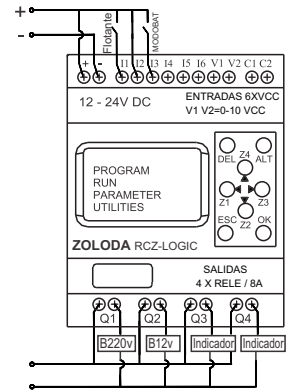 +
-
Flotante
MODOBAT
+ - I1 I2 I3 I4 I5 I6 V1 V2 C1 C2
12 - 24V DC
ENTRADAS 6XVCC
V1 V2=0-10 VCC
PROGRAM
RUN
PARAMETER
UTILITIES
DEL Z4 ALT
Z1 Z3
ESC Z2 OK
ZOLODA RCZ-LOGIC
SALIDAS
4 X RELE / 8A
Q1 Q2 Q3 Q4
B220v B12v Indicador Indicador